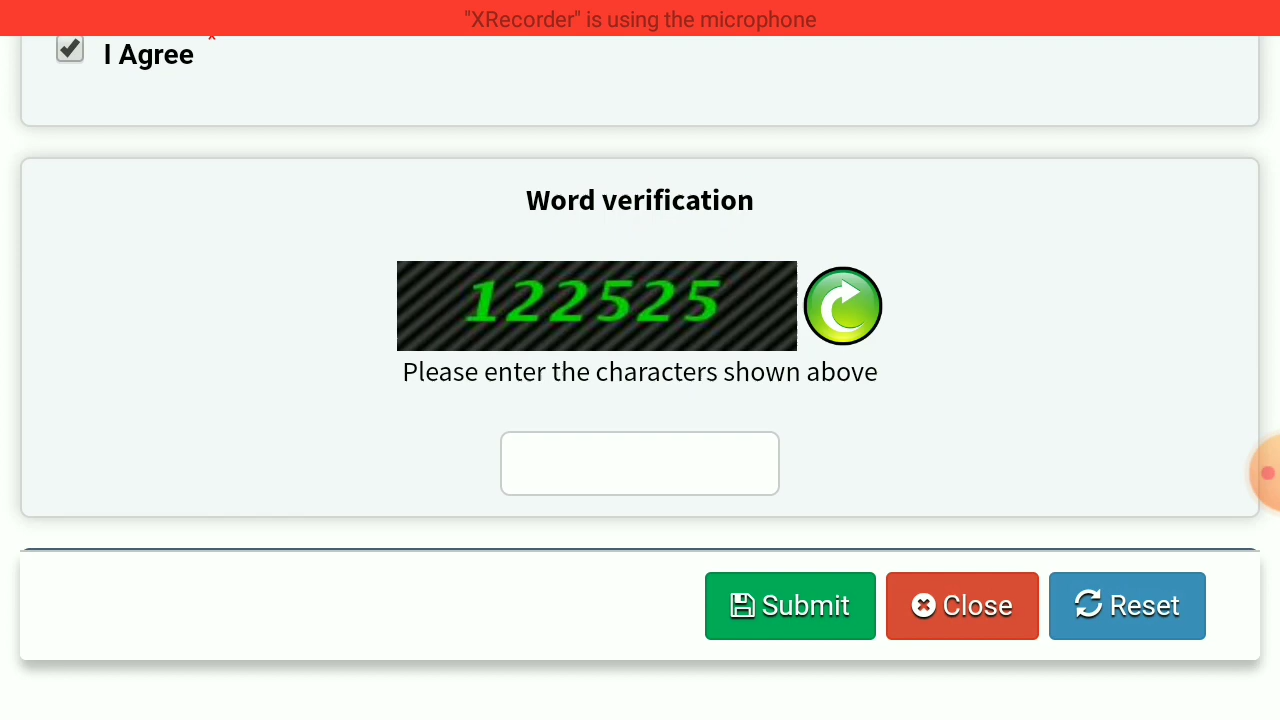 "XRecorder" is using the microphone
I Agree *
Word verification
122525
Please enter the characters shown above
Submit Close Reset